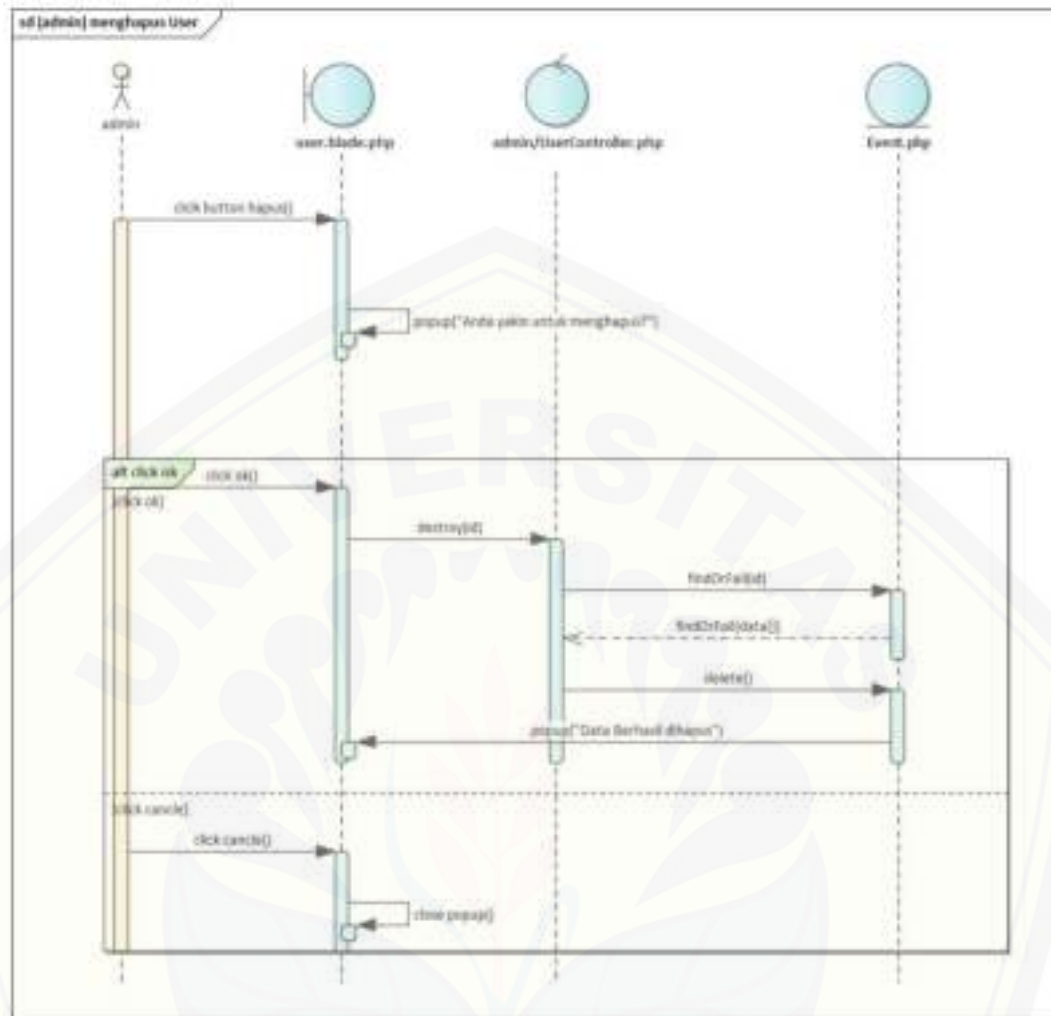 sd (admin) menghapus User
admin
user.blade.php
admin/UserController.php
Event.php
click button hapus()
popup("Anda yakin untuk menghapus?")
alt click ok
click ok()
[click ok]
destroy(id)
findOrFail(id)
findOrFail(data())
delete()
popup("Data Berhasil dihapus")
[click cancle]
click cancle()
close popup()
UNIVERSITAS